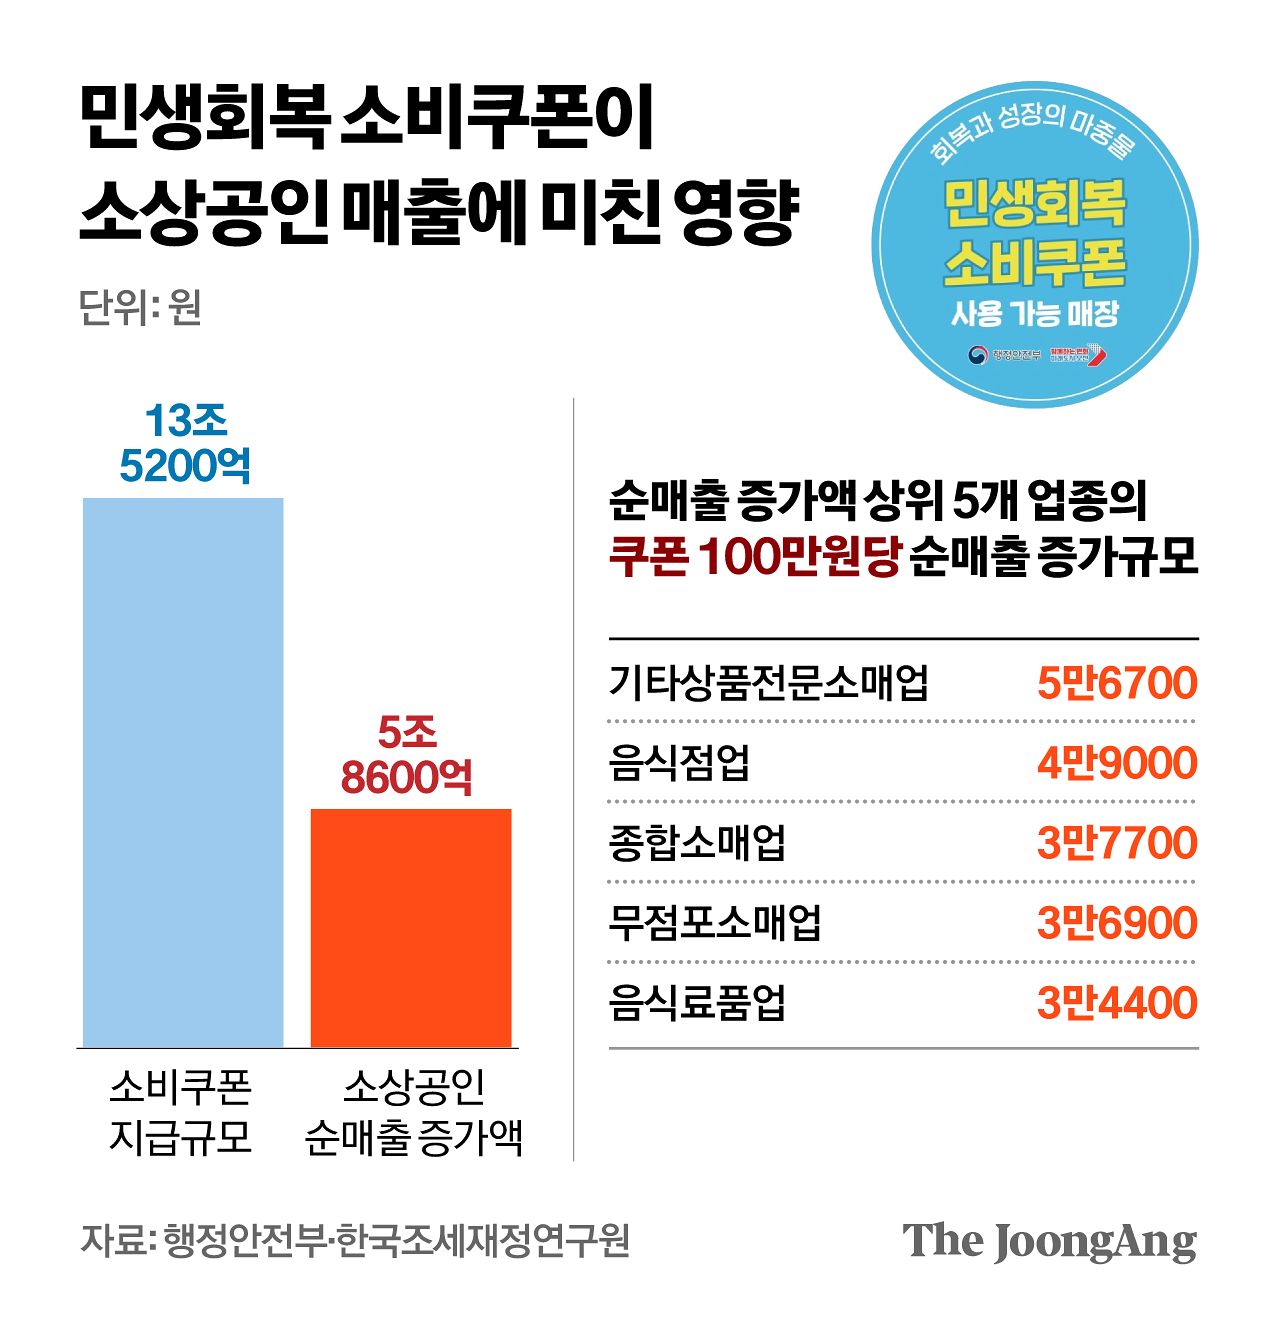 민생회복 소비쿠폰이
소상공인 매출에 미친 영향
단위: 원
회복과 성장의 마중물
민생회복
소비쿠폰
사용 가능 매장
행정안전부
13조
5200억
5조
8600억
소비쿠폰
지급규모
소상공인
순매출 증가액
순매출 증가액 상위 5개 업종의
쿠폰 100만원당 순매출 증가규모
기타상품전문소매업 5만6700
음식점업 4만9000
종합소매업 3만7700
무점포소매업 3만6900
음식료품업 3만4400
자료: 행정안전부·한국조세재정연구원
The JoongAng